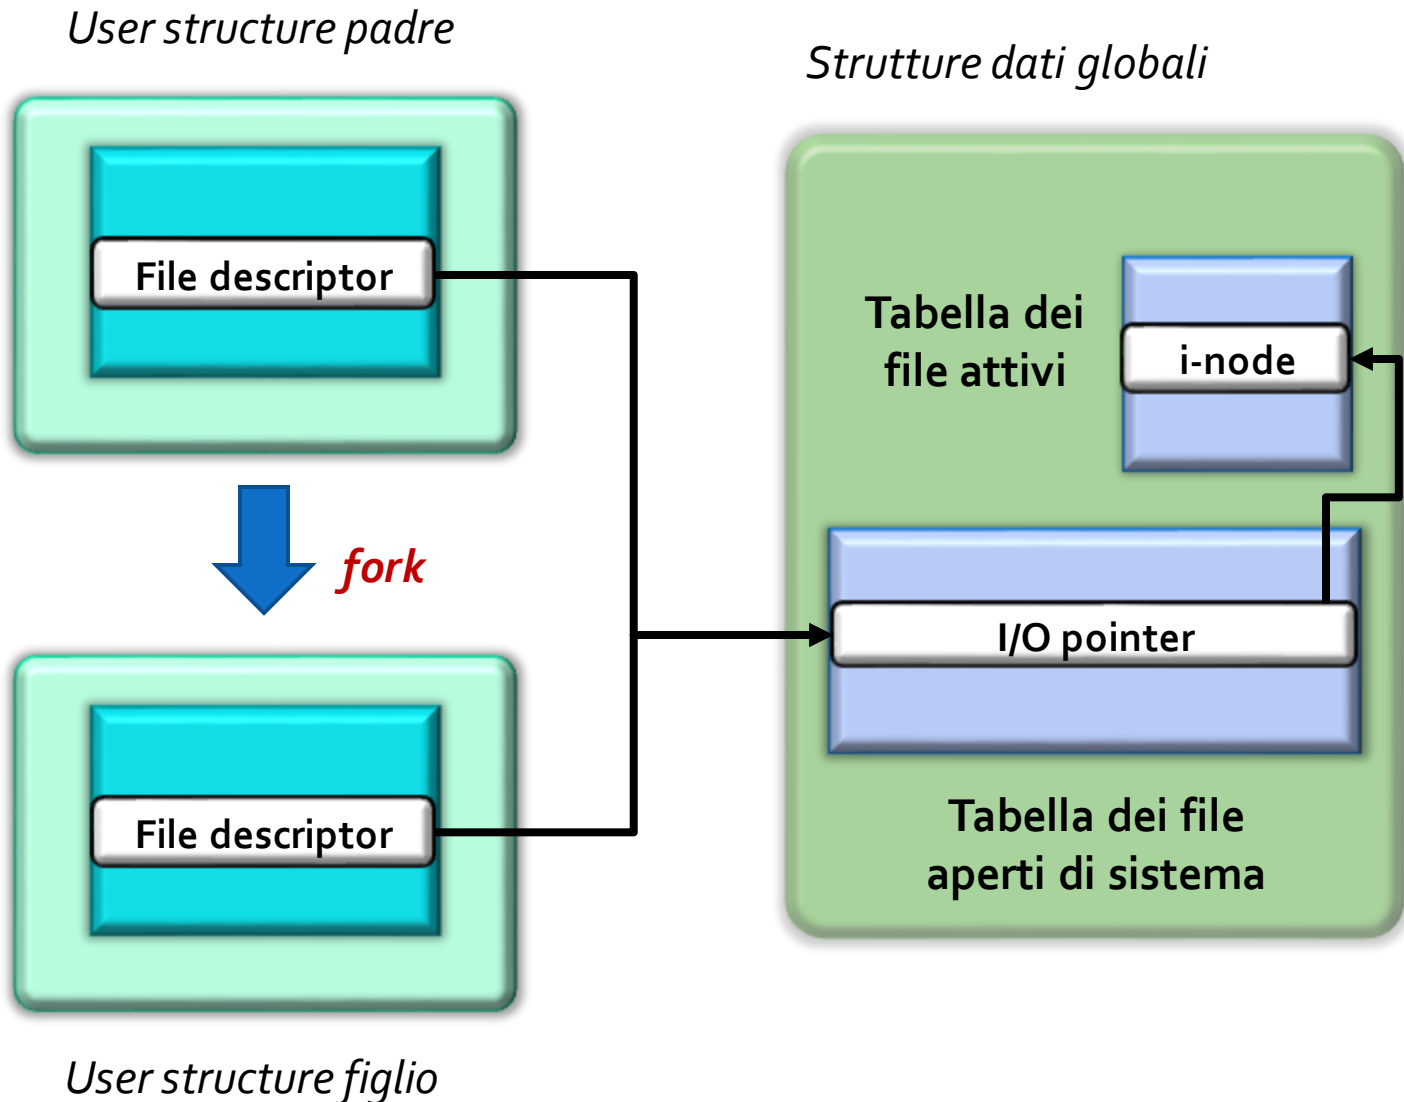 User structure padre
Strutture dati globali
File descriptor
Tabella dei
file attivi
i-node
fork
I/O pointer
File descriptor
Tabella dei file
aperti di sistema
User structure figlio